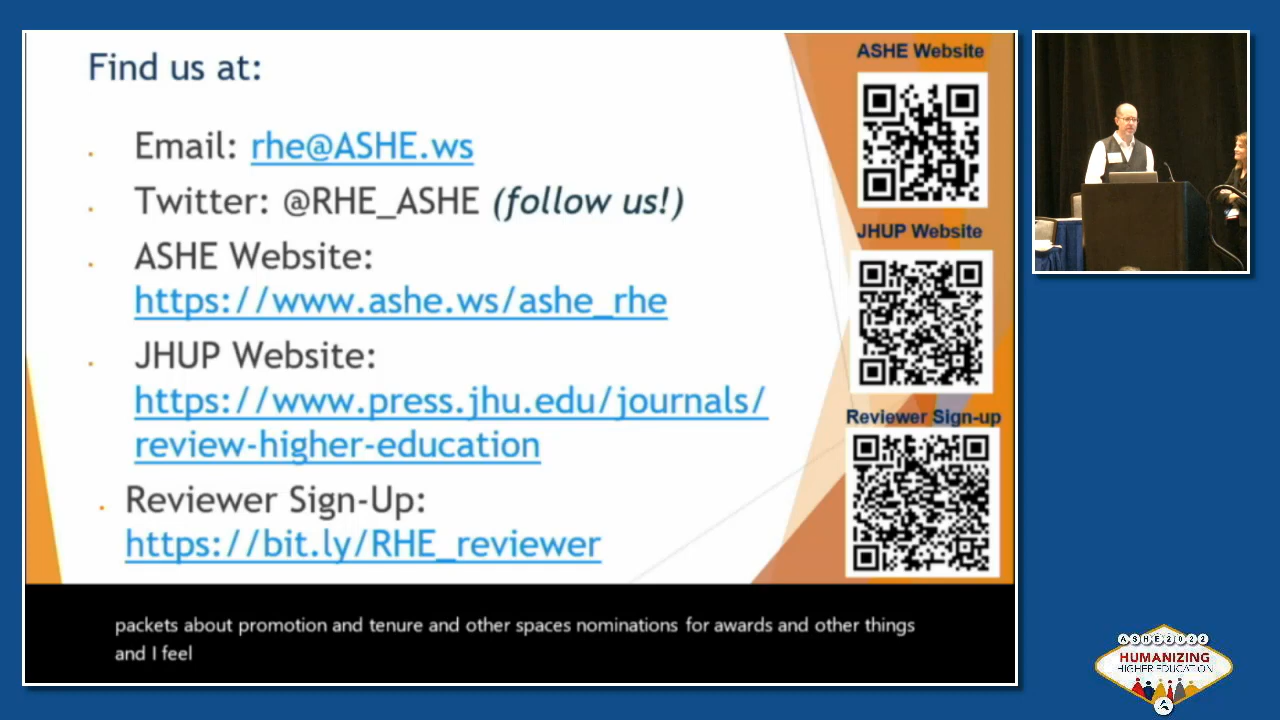 Find us at:
Email: rhe@ASHE.ws
Twitter: @RHE_ASHE (follow us!)
ASHE Website:
https://www.ashe.ws/ashe_rhe
JHUP Website:
https://www.press.jhu.edu/journals/
review-higher-education
Reviewer Sign-Up:
https://bit.ly/RHE_reviewer
ASHE Website
JHUP Website
Reviewer Sign-up
packets about promotion and tenure and other spaces nominations for awards and other things
and I feel
ASHE2022
HUMANIZING
HIGHER EDUCATION
A